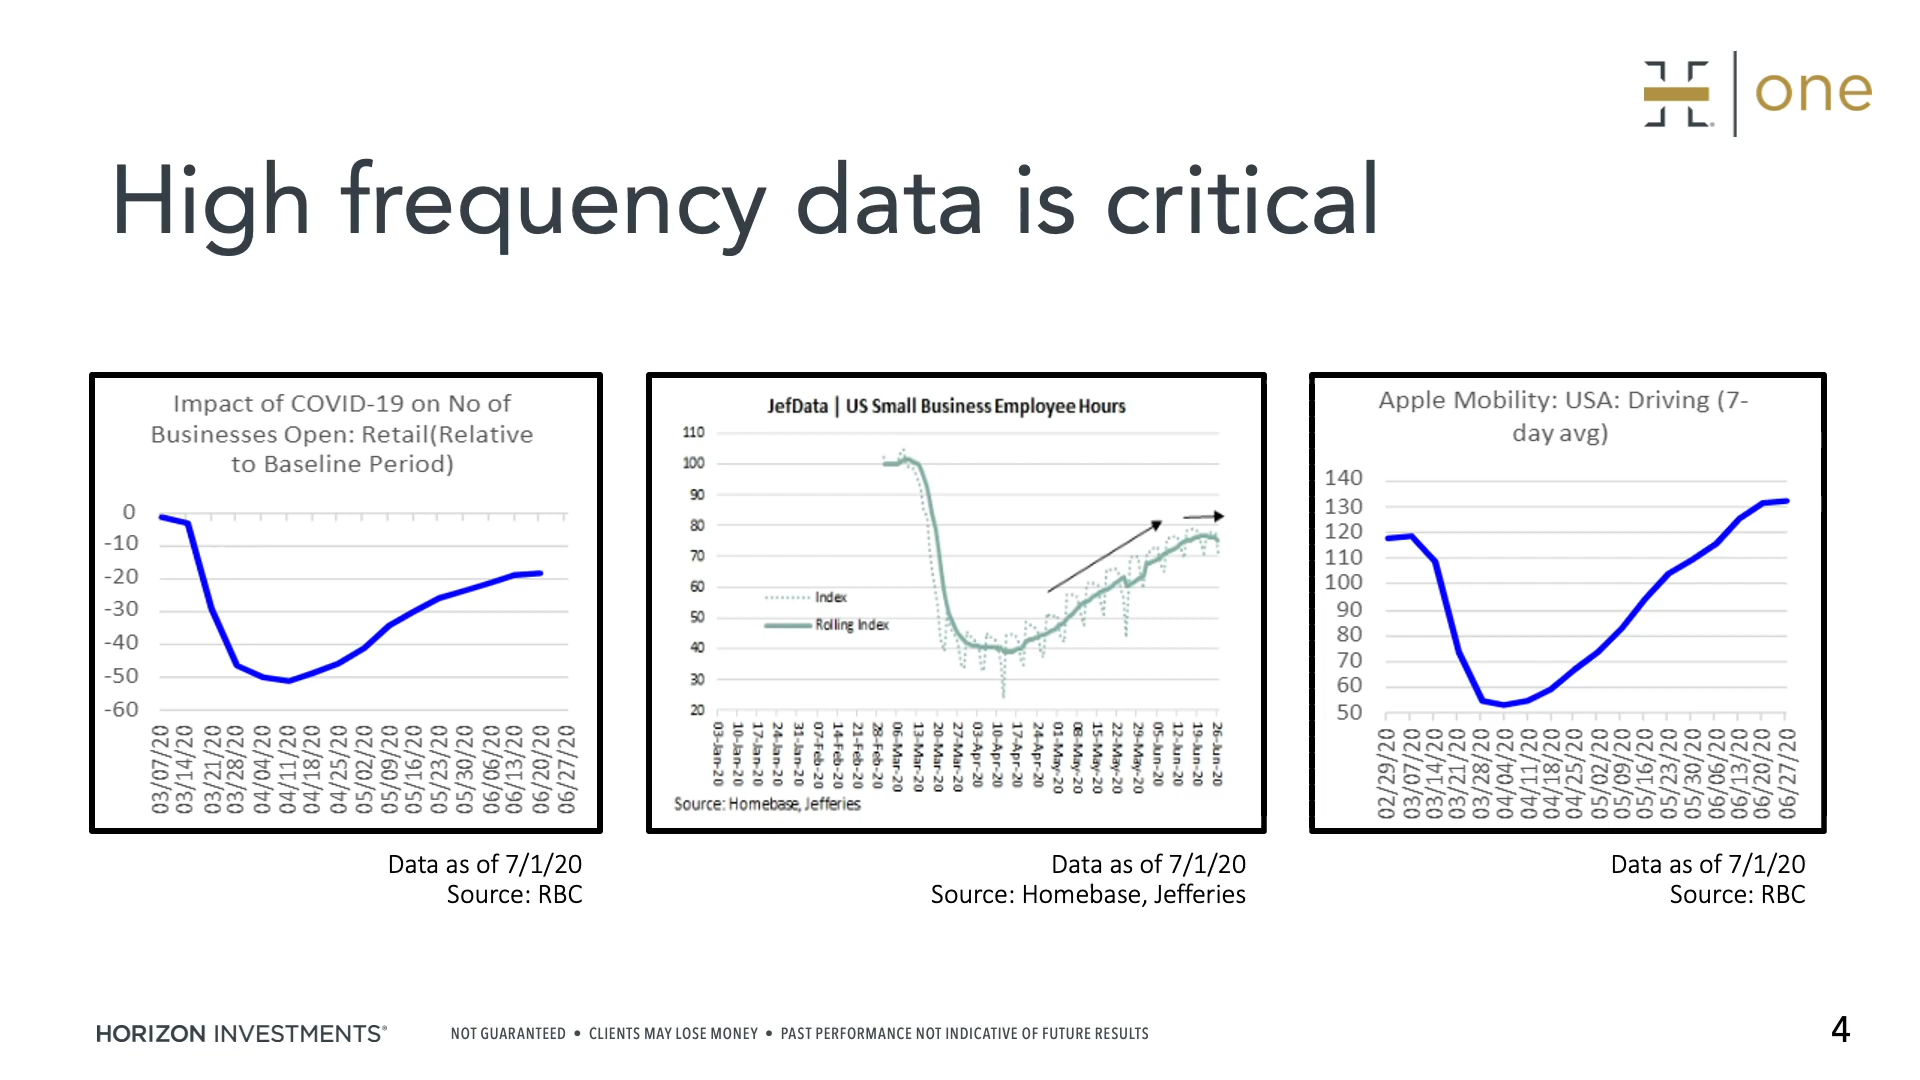 one
High frequency data is critical
Impact of COVID-19 on No of
Businesses Open: Retail(Relative
to Baseline Period)
0
-10
-20
-30
-40
-50
-60
03/07/20
03/14/20
03/21/20
03/28/20
04/04/20
04/11/20
04/18/20
04/25/20
05/02/20
05/09/20
05/16/20
05/23/20
05/30/20
06/06/20
06/13/20
06/20/20
06/27/20
Data as of 7/1/20
Source: RBC
JefData | US Small Business Employee Hours
110
100
90
80
70
60
50
40
30
20
Index
Rolling Index
03-Jan-20
10-Jan-20
17-Jan-20
24-Jan-20
31-Jan-20
07-Feb-20
14-Feb-20
21-Feb-20
28-Feb-20
06-Mar-20
13-Mar-20
20-Mar-20
27-Mar-20
03-Apr-20
10-Apr-20
17-Apr-20
24-Apr-20
01-May-20
08-May-20
15-May-20
22-May-20
29-May-20
05-Jun-20
12-Jun-20
19-Jun-20
26-Jun-20
Source: Homebase, Jefferies
Data as of 7/1/20
Source: Homebase, Jefferies
Apple Mobility: USA: Driving (7-
day avg)
140
130
120
110
100
90
80
70
60
50
02/29/20
03/07/20
03/14/20
03/21/20
03/28/20
04/04/20
04/11/20
04/18/20
04/25/20
05/02/20
05/09/20
05/16/20
05/23/20
05/30/20
06/06/20
06/13/20
06/20/20
06/27/20
Data as of 7/1/20
Source: RBC
HORIZON INVESTMENTS®
NOT GUARANTEED • CLIENTS MAY LOSE MONEY • PAST PERFORMANCE NOT INDICATIVE OF FUTURE RESULTS
4